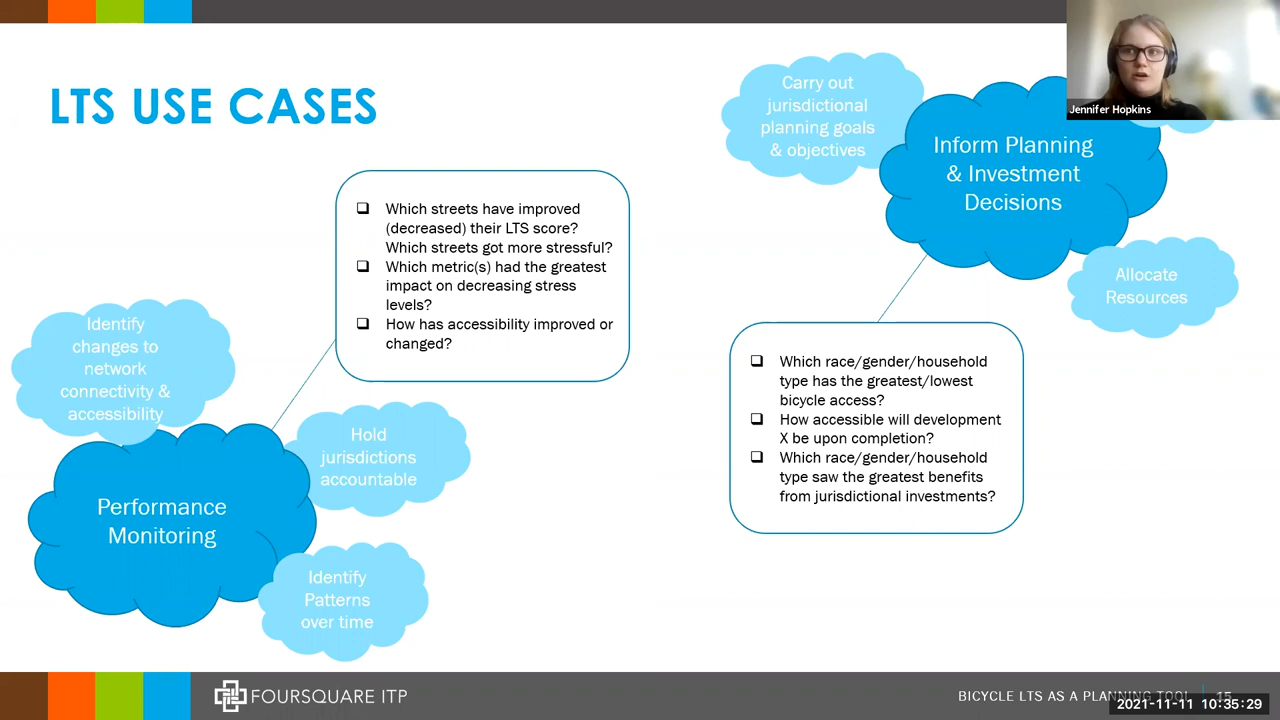 LTS USE CASES
Carry out
jurisdictional
planning goals
& objectives
Inform Planning
& Investment
Decisions
Jennifer Hopkins
Allocate
Resources
❑ Which streets have improved
(decreased) their LTS score?
Which streets got more stressful?
❑ Which metric(s) had the greatest
impact on decreasing stress
levels?
❑ How has accessibility improved or
changed?
❑ Which race/gender/household
type has the greatest/lowest
bicycle access?
❑ How accessible will development
X be upon completion?
❑ Which race/gender/household
type saw the greatest benefits
from jurisdictional investments?
Identify
changes to
network
connectivity &
accessibility
Hold
jurisdictions
accountable
Performance
Monitoring
Identify
Patterns
over time
FOURSQUARE ITP
BICYCLE LTS AS A PLANNING TOOL 15
2021-11-11 10:35:29